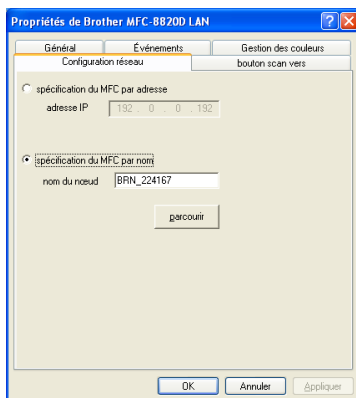 Propriétés de Brother MFC-8820D LAN
Général Événements Gestion des couleurs
Configuration réseau bouton scan vers
spécification du MFC par adresse
adresse IP 192 . 0 . 0 . 192
spécification du MFC par nom
nom du nœud BRN_224167
parcourir
OK Annuler Appliquer